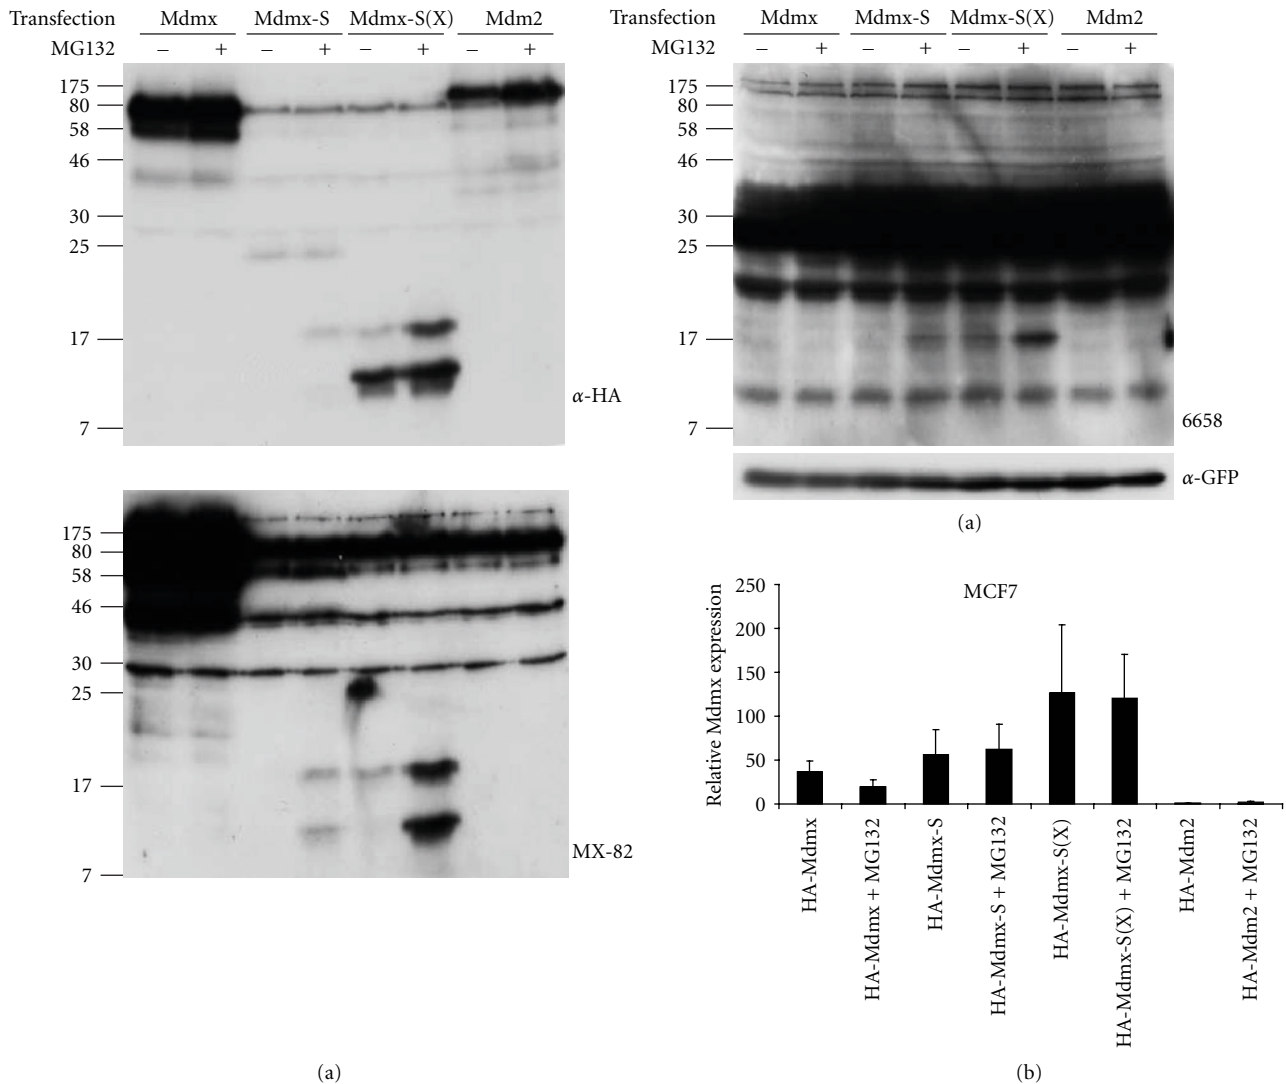 Transfection Mdmx Mdmx-S Mdmx-S(X) Mdm2
MG132 – + – + – + – +
175
80
58
46
30
25
17
7
α-HA
175
80
58
46
30
25
17
7
MX-82
(a)
Transfection Mdmx Mdmx-S Mdmx-S(X) Mdm2
MG132 – + – + – + – +
175
80
58
46
30
25
17
7
6658
α-GFP
(a)
MCF7
Relative Mdmx expression
250
200
150
100
50
0
HA-Mdmx
HA-Mdmx + MG132
HA-Mdmx-S
HA-Mdmx-S + MG132
HA-Mdmx-S(X)
HA-Mdmx-S(X) + MG132
HA-Mdm2
HA-Mdm2 + MG132
(b)